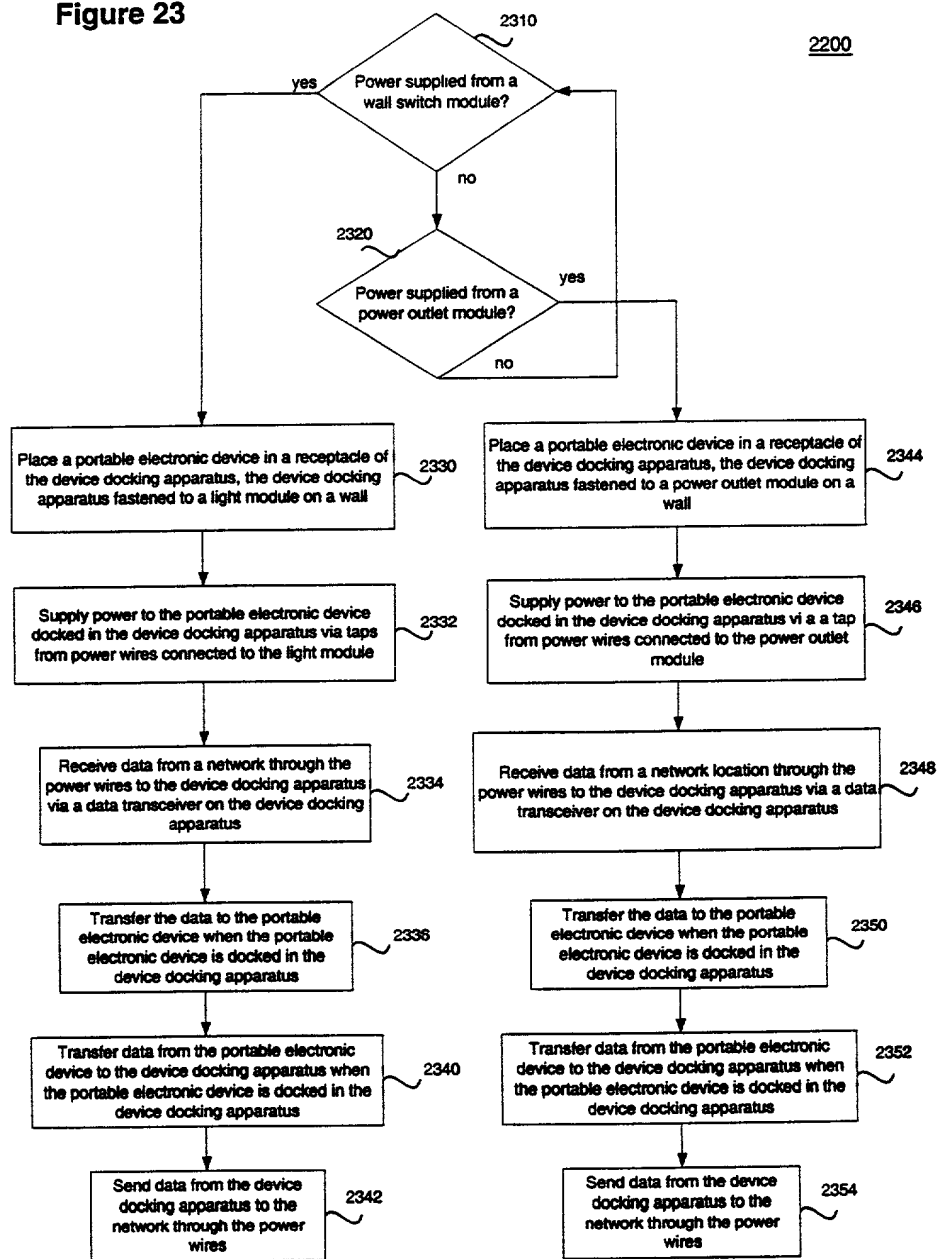 Figure 23
2310
2200
Power supplied from a
wall switch module?
yes
no
2320
Power supplied from a
power outlet module?
yes
no
Place a portable electronic device in a receptacle of
the device docking apparatus, the device docking
apparatus fastened to a light module on a wall
2330
Supply power to the portable electronic device
docked in the device docking apparatus via taps
from power wires connected to the light module
2332
Receive data from a network through the
power wires to the device docking apparatus
via a data transceiver on the device docking
apparatus
2334
Transfer the data to the portable
electronic device when the portable
electronic device is docked in the
device docking apparatus
2336
Transfer data from the portable electronic
device to the device docking apparatus when
the portable electronic device is docked in the
device docking apparatus
2340
Send data from the device
docking apparatus to the
network through the power
wires
2342
Place a portable electronic device in a receptacle of
the device docking apparatus, the device docking
apparatus fastened to a power outlet module on a
wall
2344
Supply power to the portable electronic device
docked in the device docking apparatus vi a a tap
from power wires connected to the power outlet
module
2346
Receive data from a network location through the
power wires to the device docking apparatus via a data
transceiver on the device docking apparatus
2348
Transfer the data to the portable
electronic device when the portable
electronic device is docked in the
device docking apparatus
2350
Transfer data from the portable electronic
device to the device docking apparatus when
the portable electronic device is docked in the
device docking apparatus
2352
Send data from the device
docking apparatus to the
network through the power
wires
2354